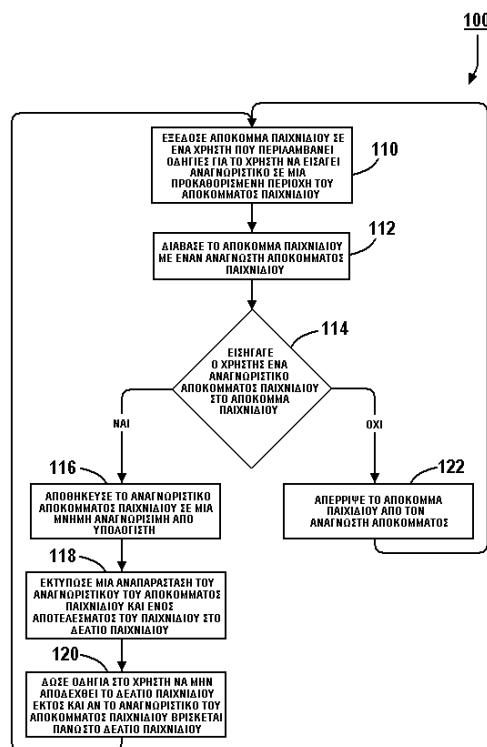 100
ΕΞΕΔΟΣΕ ΑΠΟΚΟΜΜΑ ΠΑΙΧΝΙΔΙΟΥ ΣΕ
ΕΝΑ ΧΡΗΣΤΗ ΠΟΥ ΠΕΡΙΛΑΜΒΑΝΕΙ
ΟΔΗΓΙΕΣ ΓΙΑ ΤΟ ΧΡΗΣΤΗ ΝΑ ΕΙΣΑΓΕΙ
ΑΝΑΓΝΩΡΙΣΤΙΚΟ ΣΕ ΜΙΑ
ΠΡΟΚΑΘΟΡΙΣΜΕΝΗ ΠΕΡΙΟΧΗ ΤΟΥ
ΑΠΟΚΟΜΜΑΤΟΣ ΠΑΙΧΝΙΔΙΟΥ
110
ΔΙΑΒΑΣΕ ΤΟ ΑΠΟΚΟΜΜΑ ΠΑΙΧΝΙΔΙΟΥ
ΜΕ ΕΝΑΝ ΑΝΑΓΝΩΣΤΗ ΑΠΟΚΟΜΜΑΤΟΣ
ΠΑΙΧΝΙΔΙΟΥ
112
ΕΙΣΗΓΑΓΕ
Ο ΧΡΗΣΤΗΣ ΕΝΑ
ΑΝΑΓΝΩΡΙΣΤΙΚΟ
ΑΠΟΚΟΜΜΑΤΟΣ ΠΑΙΧΝΙΔΙΟΥ
ΣΤΟ ΑΠΟΚΟΜΜΑ
ΠΑΙΧΝΙΔΙΟΥ
114
ΝΑΙ
ΟΧΙ
116
ΑΠΟΘΗΚΕΥΣΕ ΤΟ ΑΝΑΓΝΩΡΙΣΤΙΚΟ
ΑΠΟΚΟΜΜΑΤΟΣ ΠΑΙΧΝΙΔΙΟΥ ΣΕ ΜΙΑ
ΜΝΗΜΗ ΑΝΑΓΝΩΡΙΣΙΜΗ ΑΠΟ
ΥΠΟΛΟΓΙΣΤΗ
122
ΑΠΕΡΡΙΨΕ ΤΟ ΑΠΟΚΟΜΜΑ
ΠΑΙΧΙΔΙΟΥ ΑΠΟ ΤΟΝ
ΑΝΑΓΝΩΣΤΗ ΑΠΟΚΟΜΜΑΤΟΣ
118
ΕΚΤΥΠΩΣΕ ΜΙΑ ΑΝΑΠΑΡΑΣΤΑΣΗ ΤΟΥ
ΑΝΑΓΝΩΡΙΣΤΙΚΟΥ ΤΟΥ ΑΠΟΚΟΜΜΑΤΟΣ
ΠΑΙΧΝΙΔΙΟΥ ΚΑΙ ΕΝΟΣ
ΑΠΟΤΕΛΕΣΜΑΤΟΣ ΤΟΥ ΠΑΙΧΝΙΔΙΟΥ ΣΤΟ
ΔΕΛΤΙΟ ΠΑΙΧΝΙΔΙΟΥ
120
ΔΩΣΕ ΟΔΗΓΙΑ ΣΤΟ ΧΡΗΣΤΗ ΝΑ ΜΗΝ
ΑΠΟΔΕΧΘΕΙ ΤΟ ΔΕΛΤΙΟ ΠΑΙΧΝΙΔΙΟΥ
ΕΚΤΟΣ ΚΑΙ ΑΝ ΤΟ ΑΝΑΓΝΩΡΙΣΤΙΚΟ ΤΟΥ
ΑΠΟΚΟΜΜΑΤΟΣ ΠΑΙΧΝΙΔΙΟΥ ΒΡΙΣΚΕΤΑΙ
ΠΑΝΩ ΣΤΟ ΔΕΛΤΙΟ ΠΑΙΧΝΙΔΙΟΥ